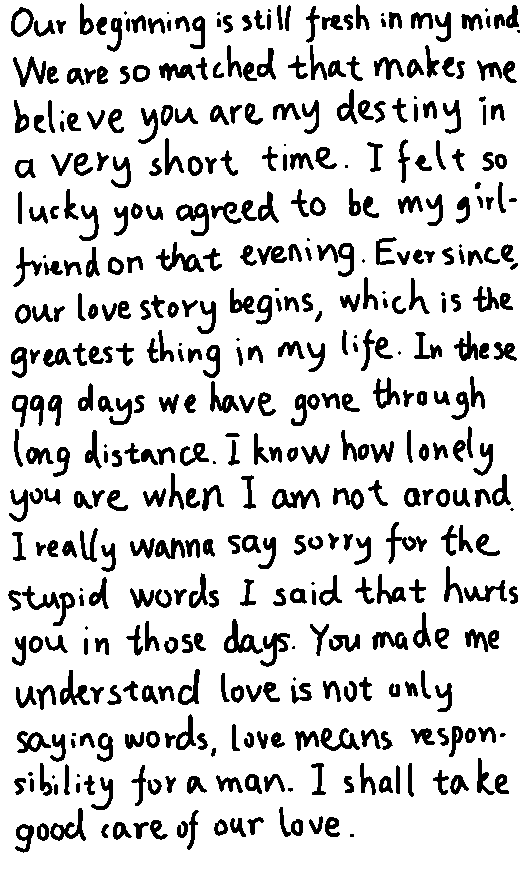 Our beginning is still fresh in my mind.
We are so matched that makes me
believe you are my destiny in
a very short time. I felt so
lucky you agreed to be my girl-
friend on that evening. Ever since,
our love story begins, which is the
greatest thing in my life. In these
999 days we have gone through
long distance. I know how lonely
you are when I am not around.
I really wanna say sorry for the
stupid words I said that hurts
you in those days. You made me
understand love is not only
saying words, love means respon-
sibility for a man. I shall take
good care of our love.